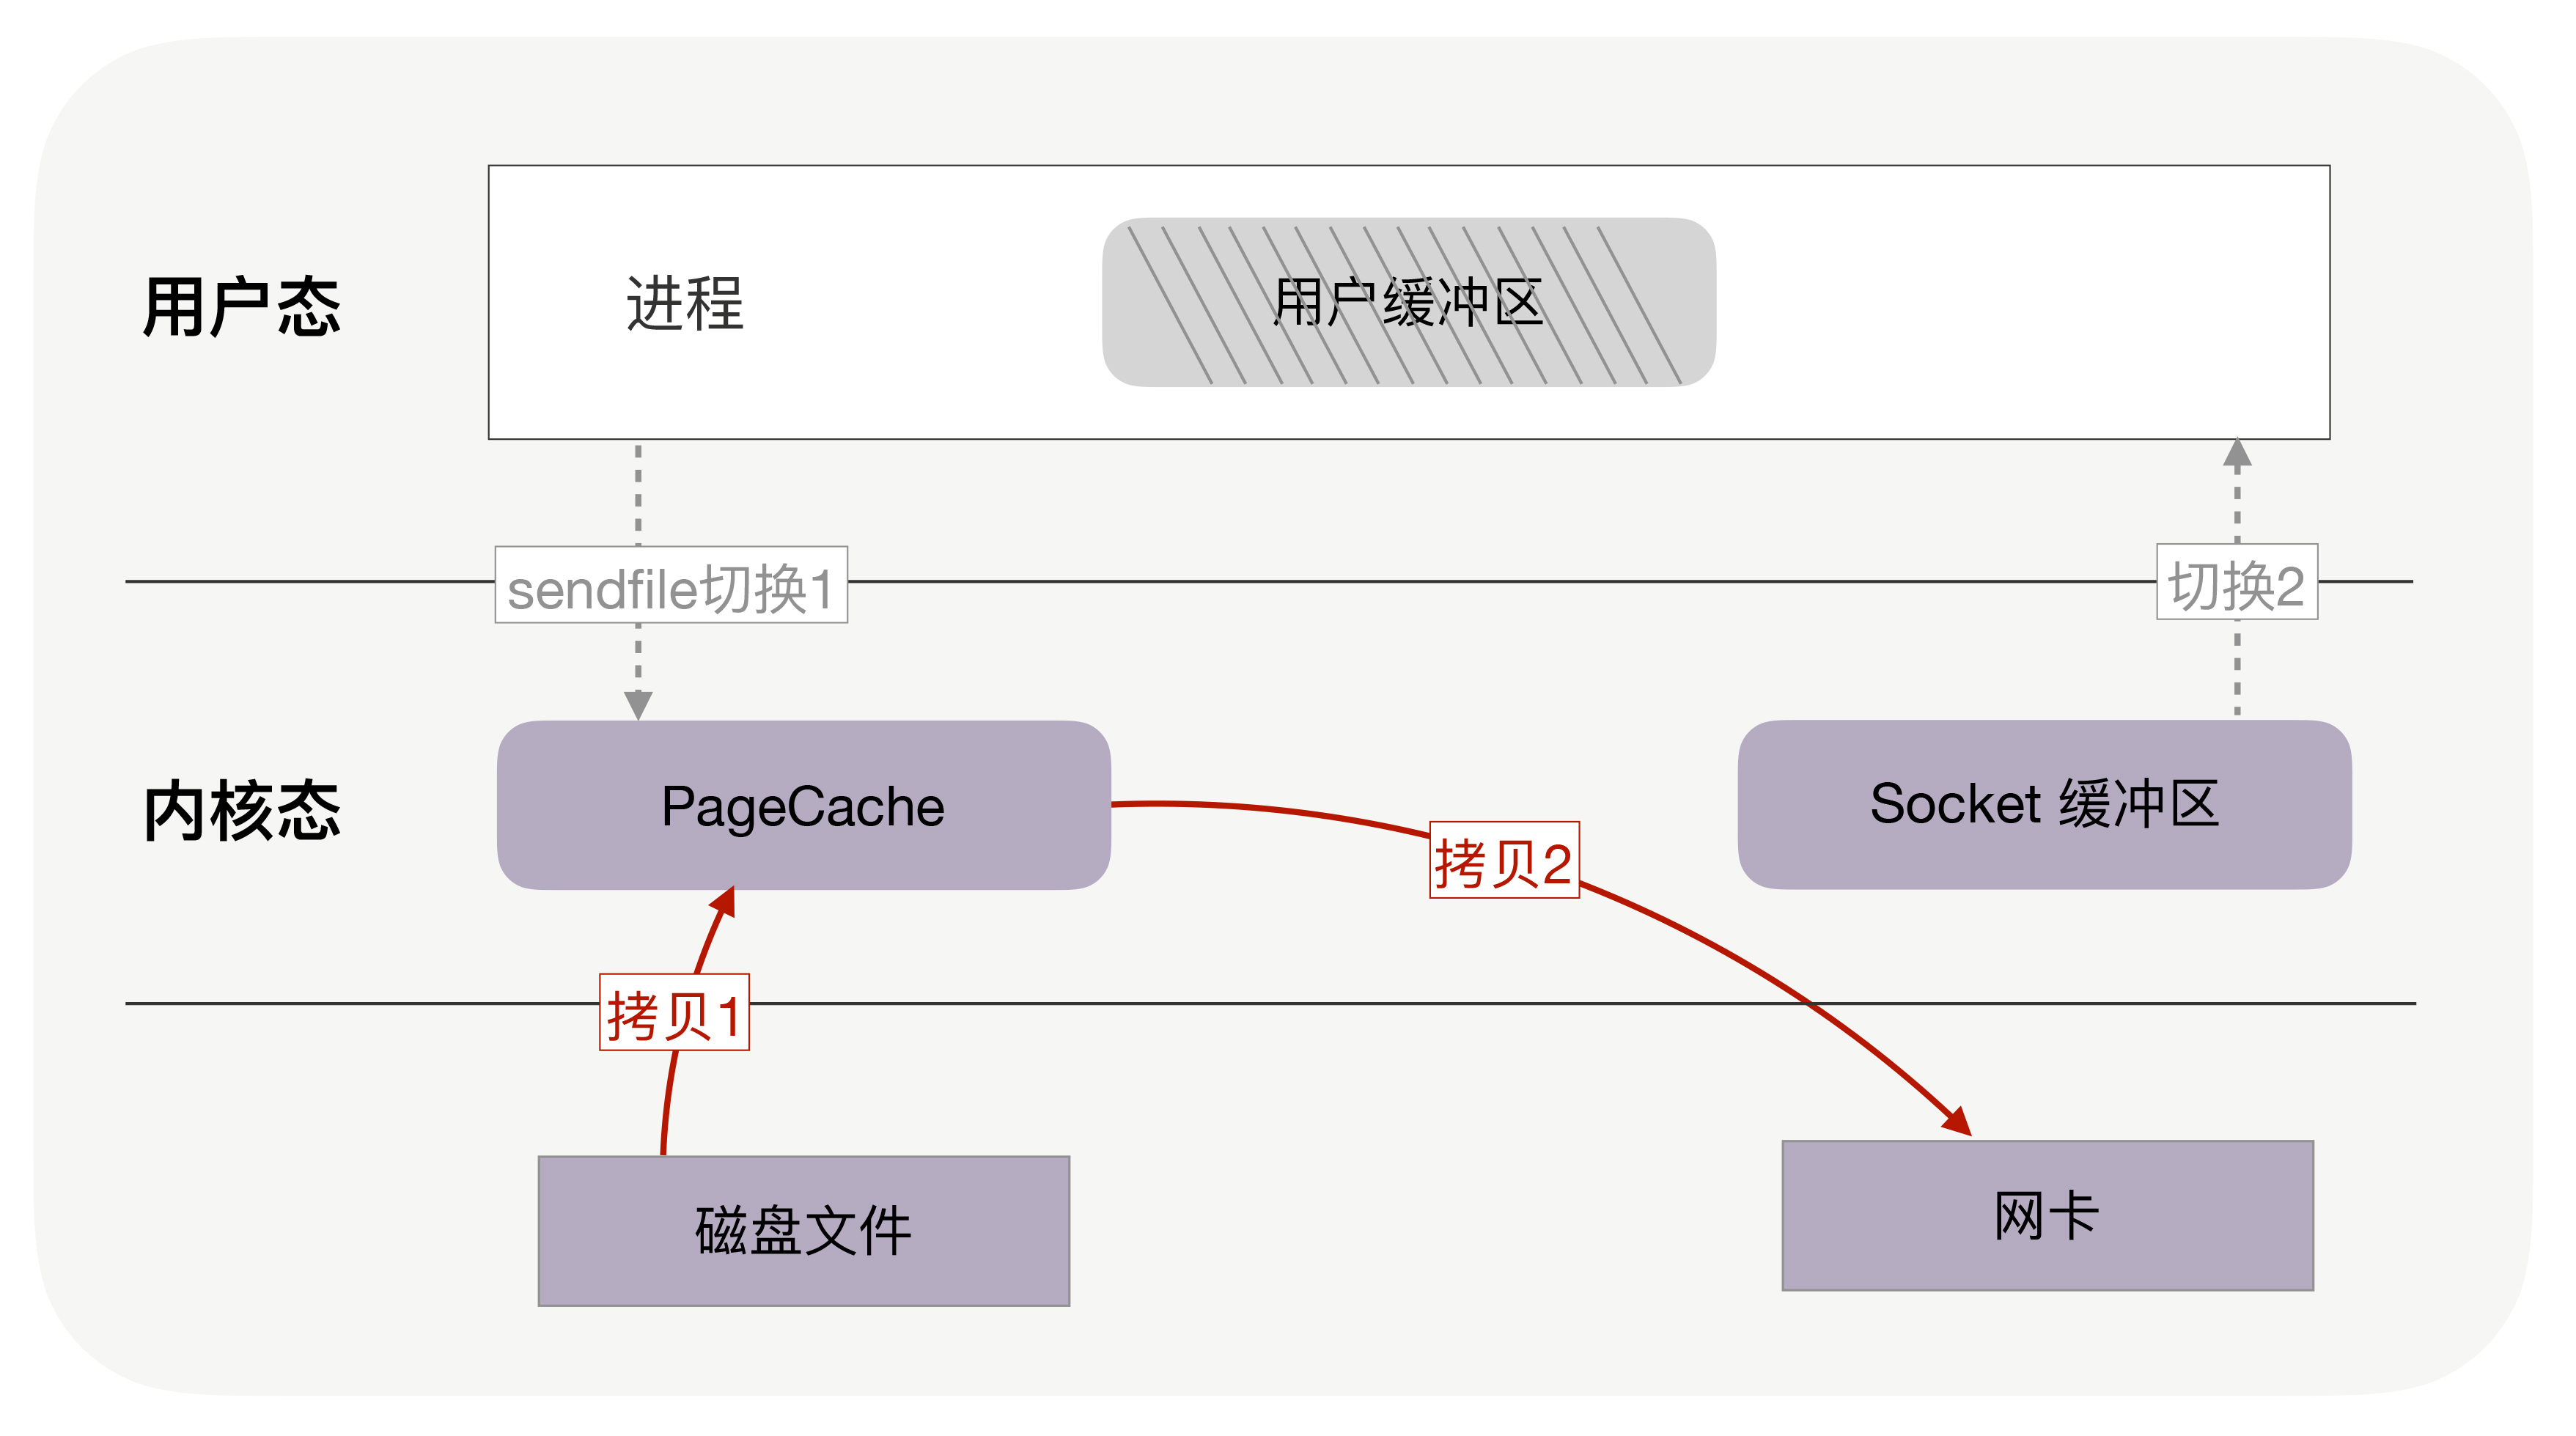 用户态
进程
用户缓冲区
sendfile切换1
切换2
内核态
PageCache
拷贝2
Socket 缓冲区
拷贝1
磁盘文件
网卡